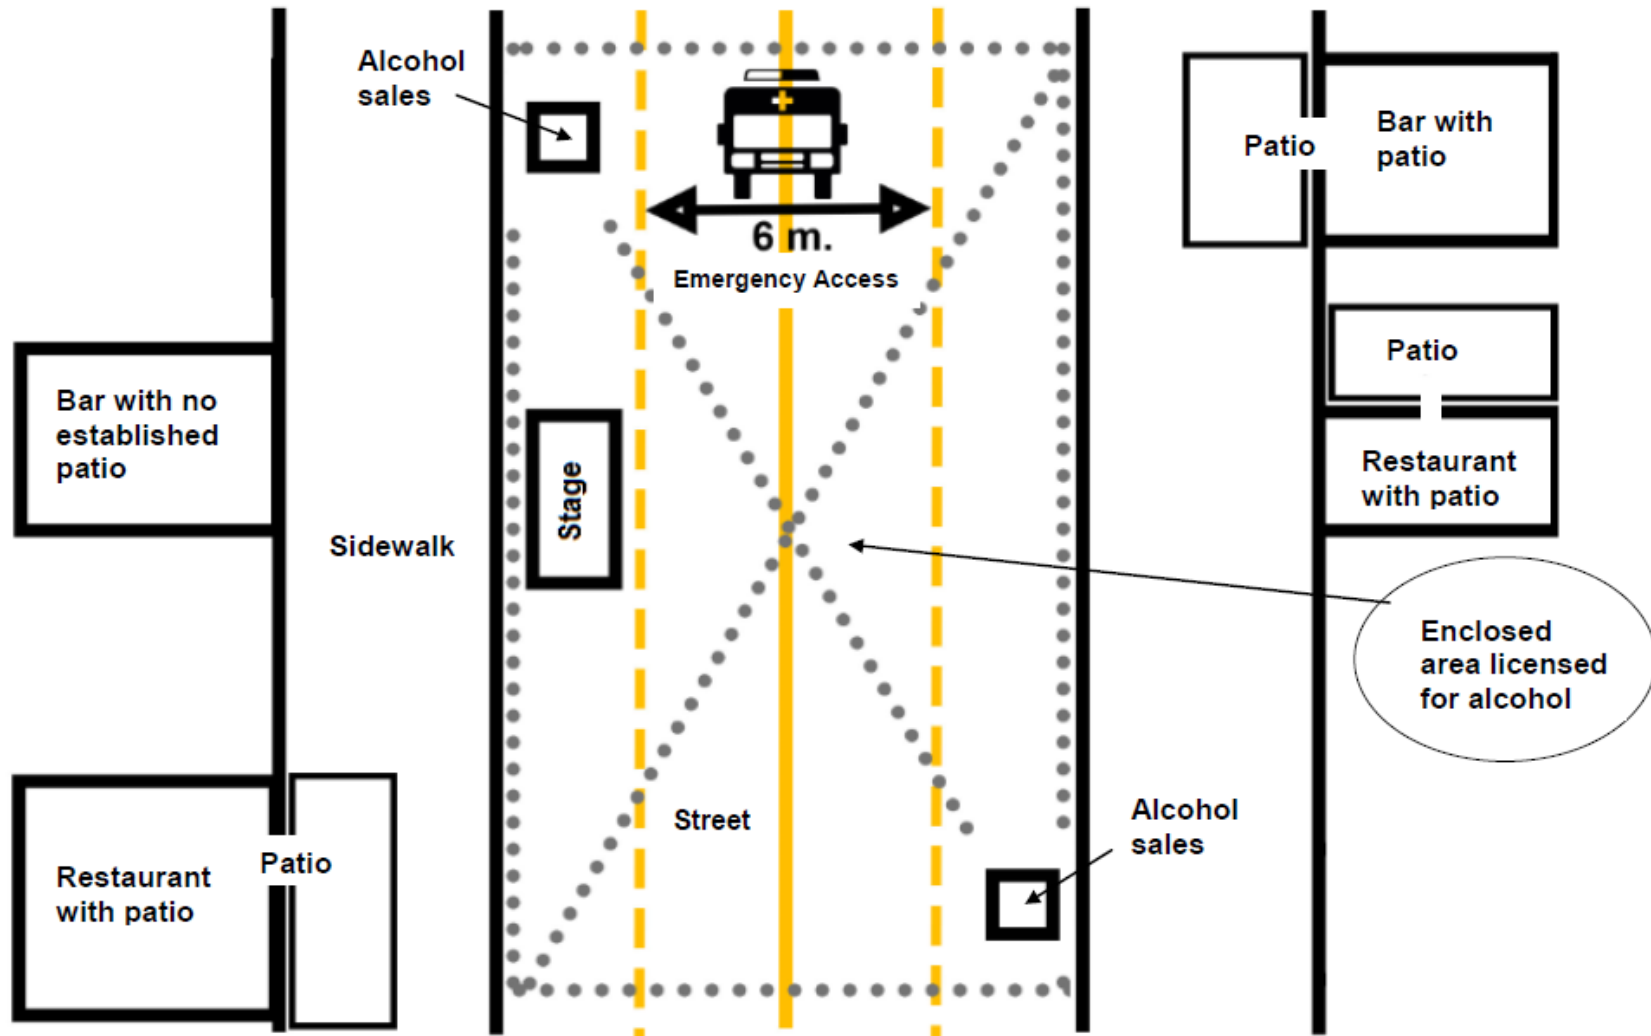 Alcohol
sales
Patio
Bar with
patio
6 m.
Emergency Access
Patio
Bar with no
established
patio
Stage
Restaurant
with patio
Sidewalk
Enclosed
area licensed
for alcohol
Street
Alcohol
sales
Patio
Restaurant
with patio